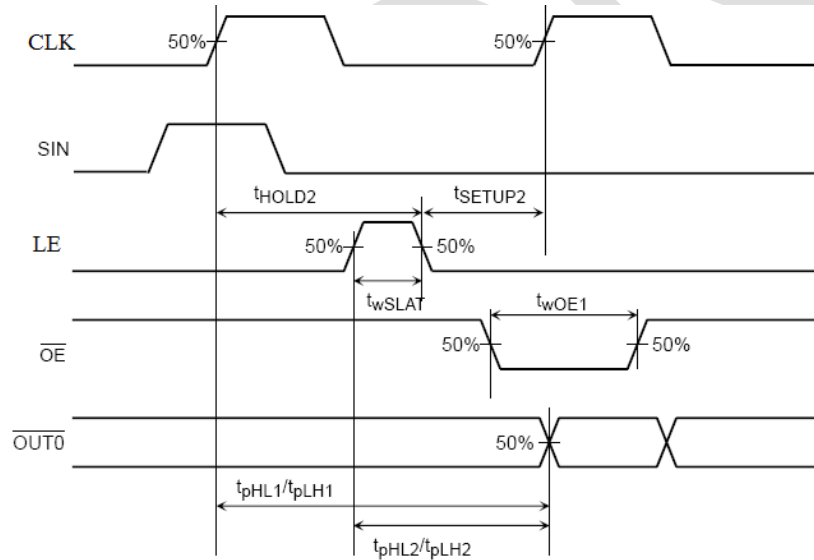 CLK 50% 50%
SIN
tHOLD2 tSETUP2
LE 50% 50%
twSLAT twOE1
OE 50% 50%
OUT0 50%
tpHL1/tpLH1
tpHL2/tpLH2